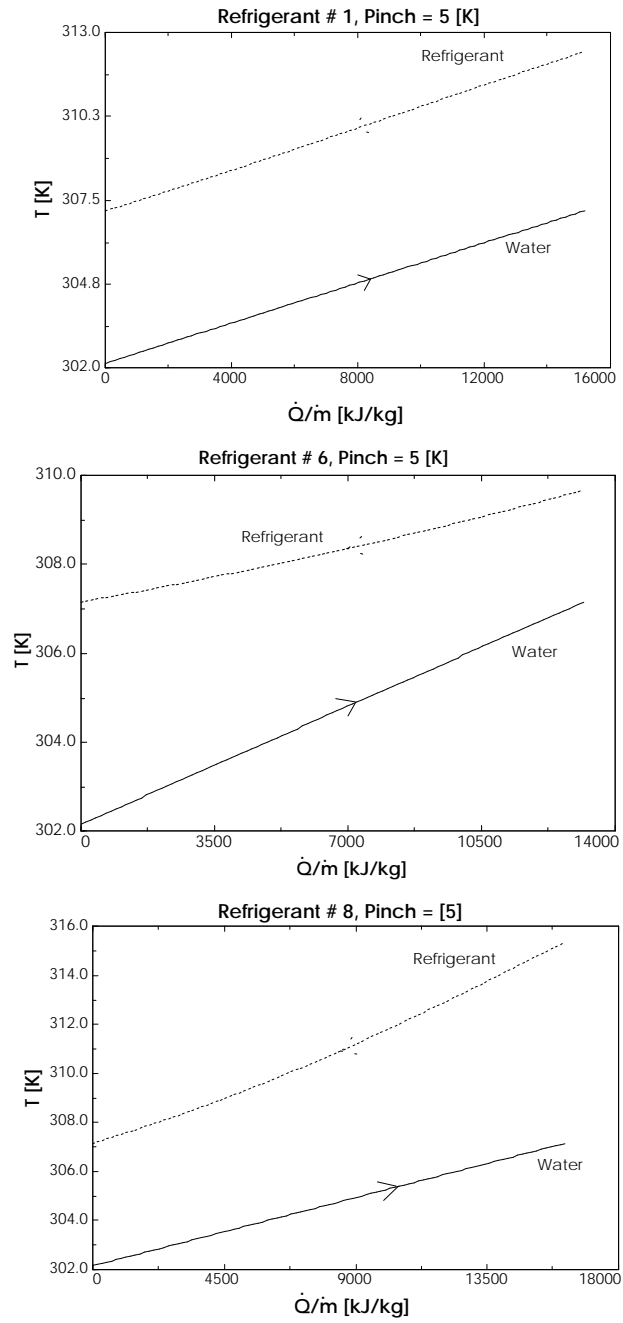 Refrigerant # 1, Pinch = 5 [K]
313.0
310.3
307.5
304.8
302.0
T [K]
Refrigerant
Water
0 4000 8000 12000 16000
Q̇/ṁ [kJ/kg]
Refrigerant # 6, Pinch = 5 [K]
310.0
308.0
306.0
304.0
302.0
T [K]
Refrigerant
Water
0 3500 7000 10500 14000
Q̇/ṁ [kJ/kg]
Refrigerant # 8, Pinch = [5]
316.0
314.0
311.0
310.0
308.0
306.0
304.0
302.0
T [K]
Refrigerant
Water
0 4500 9000 13500 18000
Q̇/ṁ [kJ/kg]